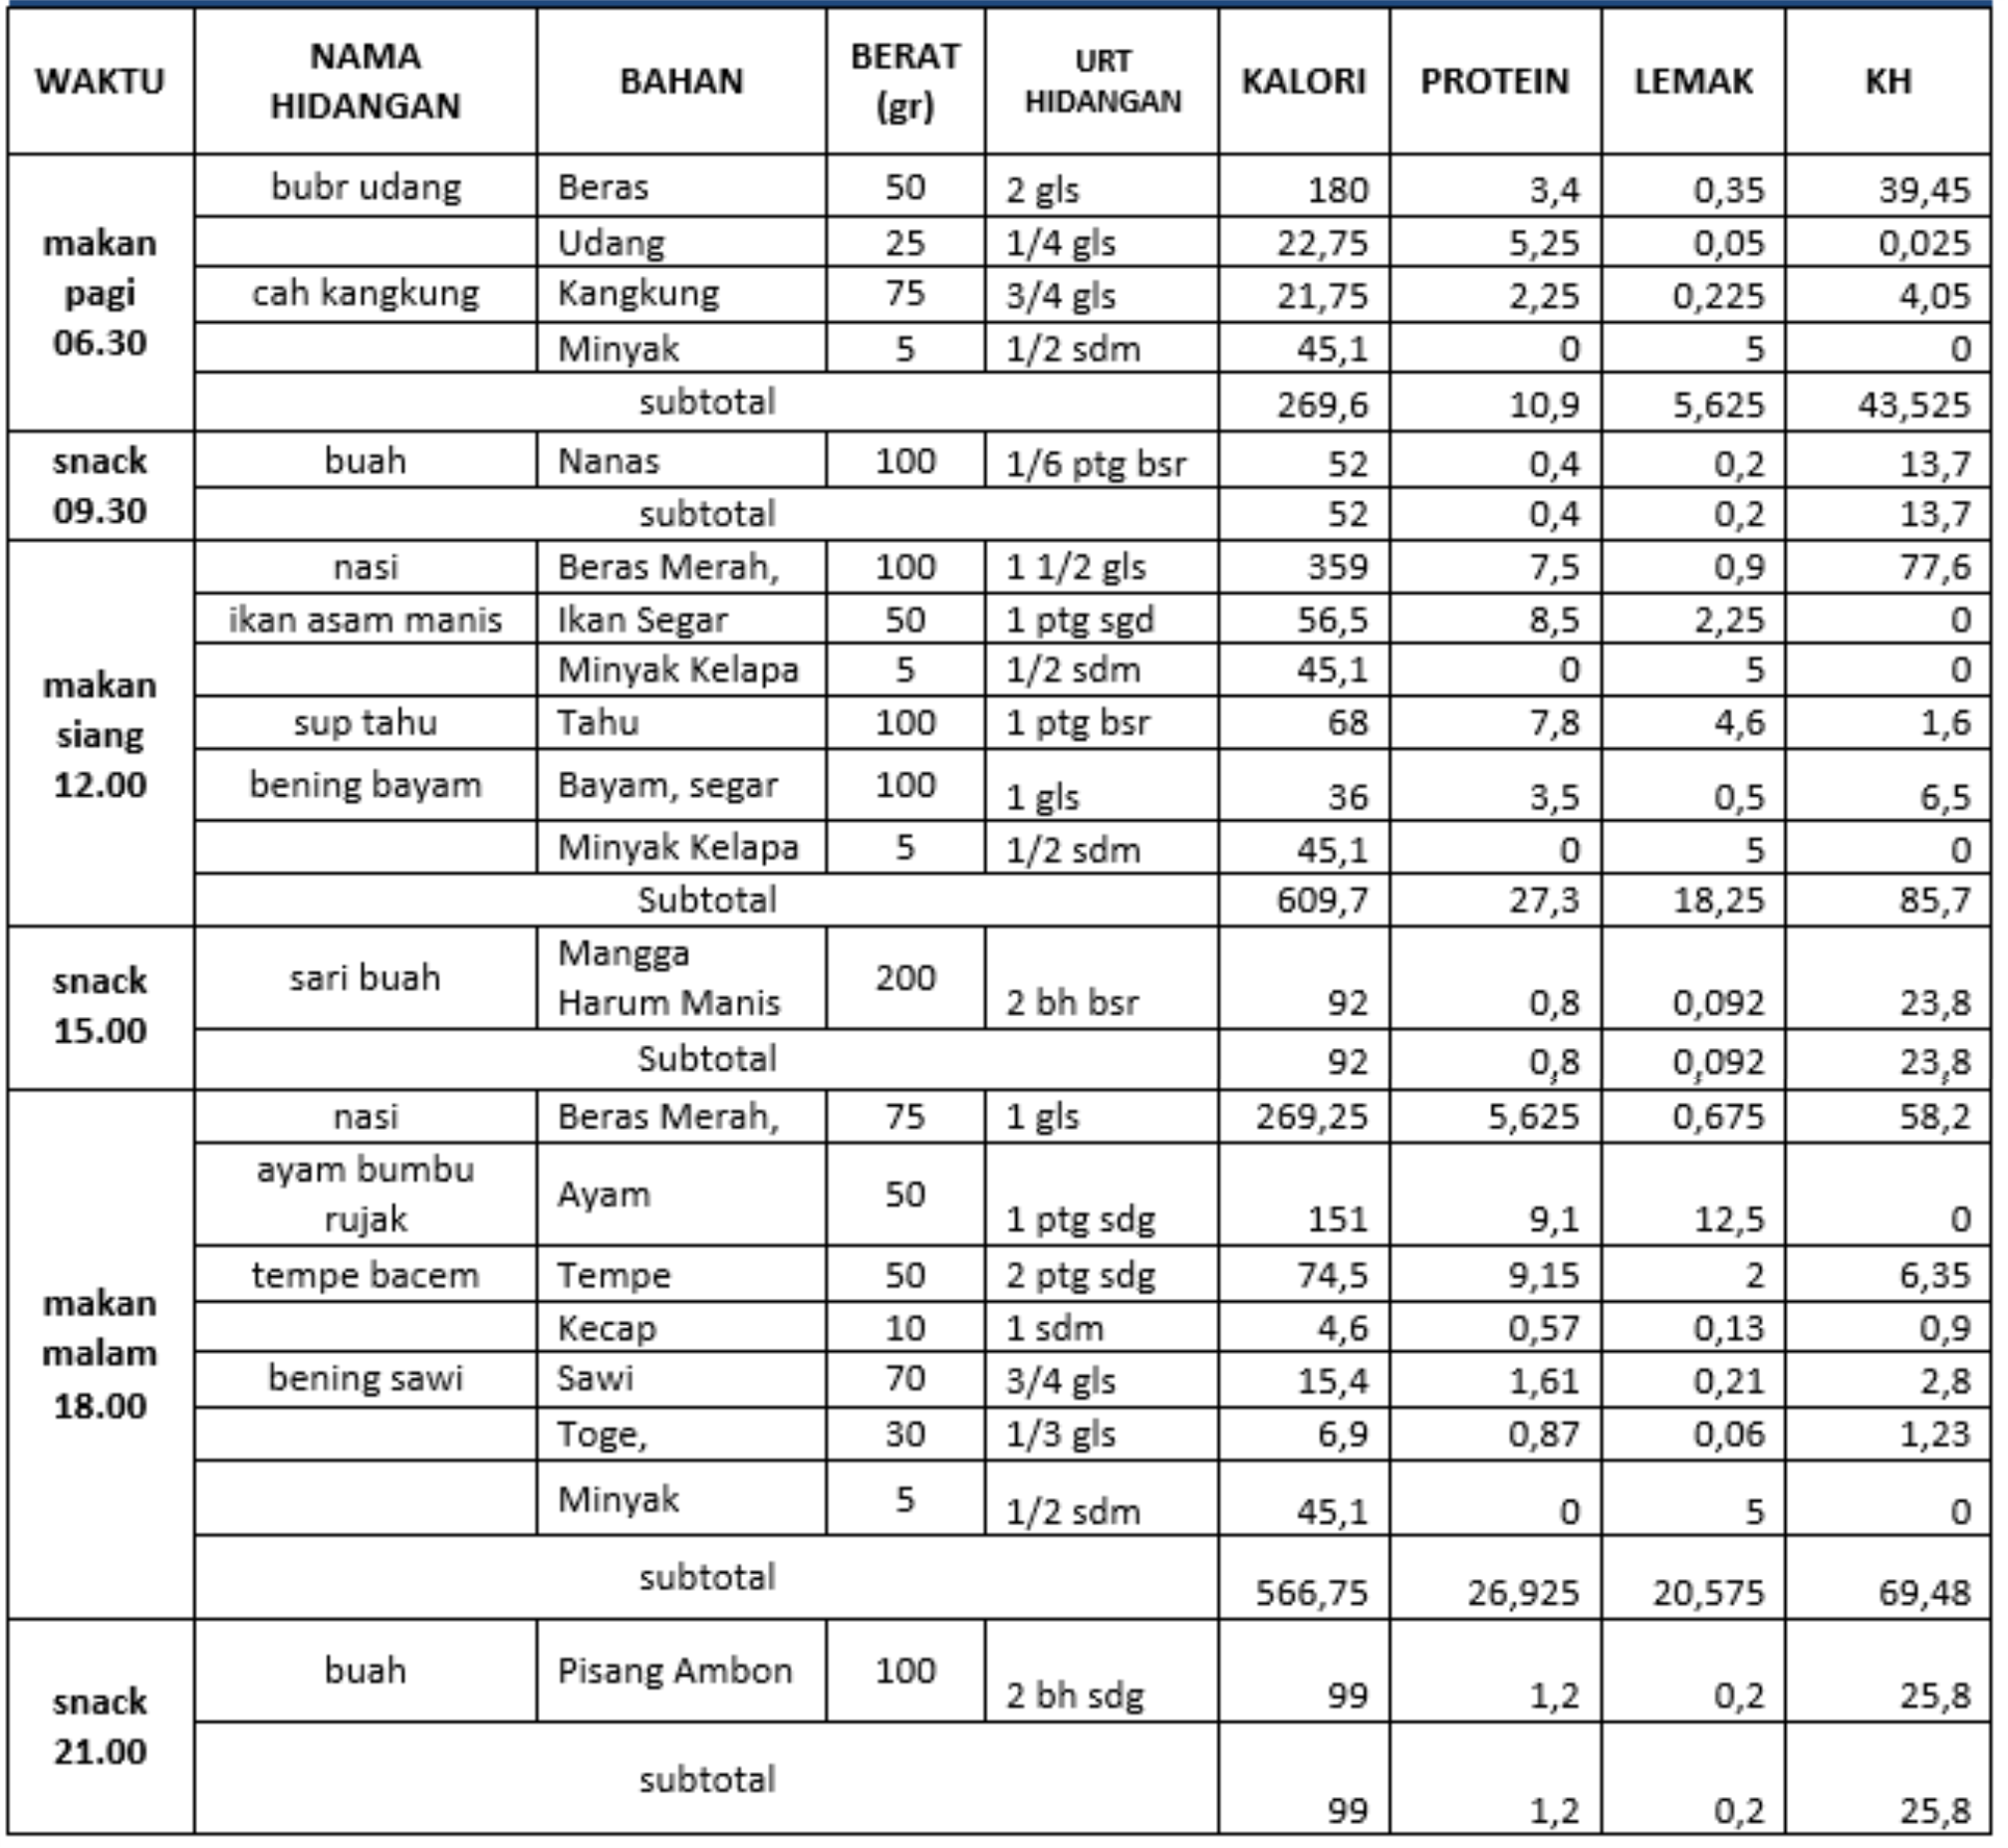 WAKTU NAMA HIDANGAN BAHAN BERAT (gr) URT HIDANGAN KALORI PROTEIN LEMAK KH
makan pagi 06.30
bubr udang Beras 50 2 gls 180 3,4 0,35 39,45
Udang 25 1/4 gls 22,75 5,25 0,05 0,025
cah kangkung Kangkung 75 3/4 gls 21,75 2,25 0,225 4,05
Minyak 5 1/2 sdm 45,1 0 5 0
subtotal 269,6 10,9 5,625 43,525
snack 09.30
buah Nanas 100 1/6 ptg bsr 52 0,4 0,2 13,7
subtotal 52 0,4 0,2 13,7
makan siang 12.00
nasi Beras Merah, 100 1 1/2 gls 359 7,5 0,9 77,6
ikan asam manis Ikan Segar 50 1 ptg sgd 56,5 8,5 2,25 0
Minyak Kelapa 5 1/2 sdm 45,1 0 5 0
sup tahu Tahu 100 1 ptg bsr 68 7,8 4,6 1,6
bening bayam Bayam, segar 100 1 gls 36 3,5 0,5 6,5
Minyak Kelapa 5 1/2 sdm 45,1 0 5 0
Subtotal 609,7 27,3 18,25 85,7
snack 15.00
sari buah Mangga Harum Manis 200 2 bh bsr 92 0,8 0,092 23,8
Subtotal 92 0,8 0,092 23,8
makan malam 18.00
nasi Beras Merah, 75 1 gls 269,25 5,625 0,675 58,2
ayam bumbu rujak Ayam 50 1 ptg sdg 151 9,1 12,5 0
tempe bacem Tempe 50 2 ptg sdg 74,5 9,15 2 6,35
Kecap 10 1 sdm 4,6 0,57 0,13 0,9
bening sawi Sawi 70 3/4 gls 15,4 1,61 0,21 2,8
Toge, 30 1/3 gls 6,9 0,87 0,06 1,23
Minyak 5 1/2 sdm 45,1 0 5 0
subtotal 566,75 26,925 20,575 69,48
snack 21.00
buah Pisang Ambon 100 2 bh sdg 99 1,2 0,2 25,8
subtotal 99 1,2 0,2 25,8